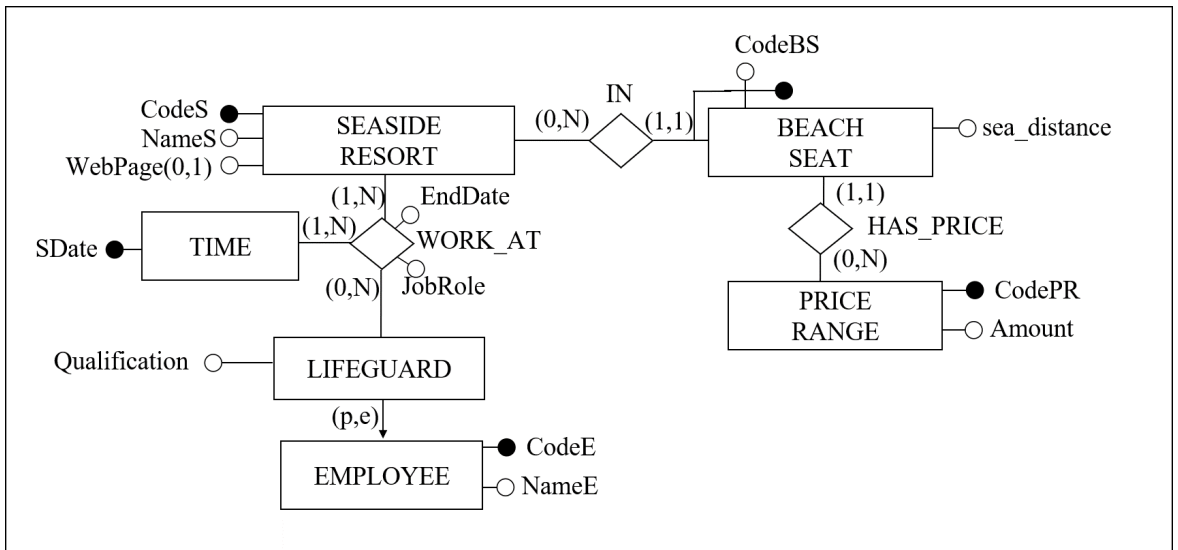 CodeBS
IN
CodeS
NameS
WebPage(0,1)
SEASIDE
RESORT
(0,N)
(1,1)
BEACH
SEAT
sea_distance
(1,N)
EndDate
(1,1)
SDate
TIME
(1,N)
WORK_AT
HAS_PRICE
(0,N)
JobRole
(0,N)
Qualification
LIFEGUARD
PRICE
RANGE
CodePR
Amount
(p,e)
EMPLOYEE
CodeE
NameE